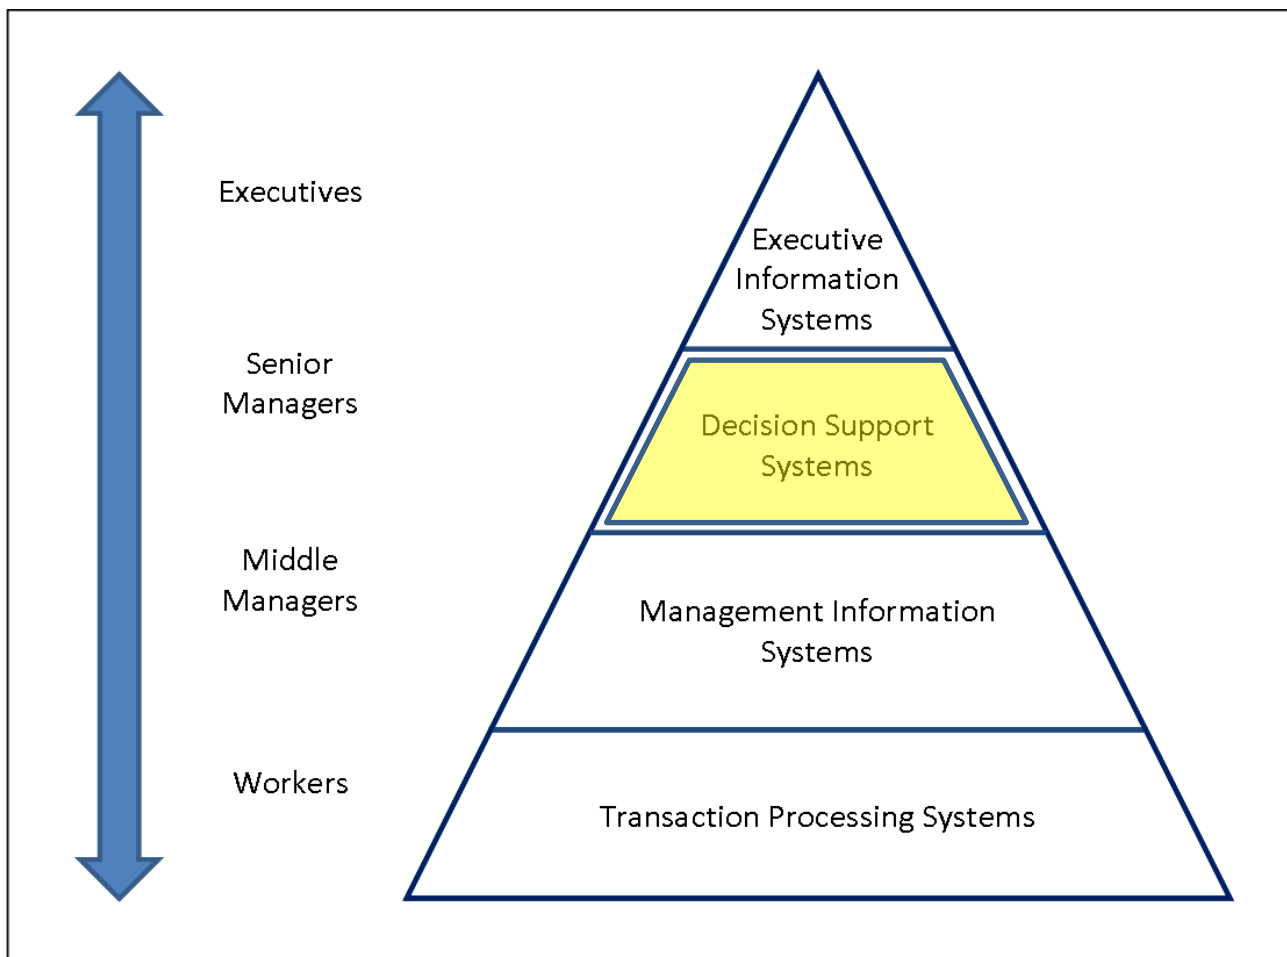 Executives
Executive
Information
Systems
Senior
Managers
Decision Support
Systems
Middle
Managers
Management Information
Systems
Workers
Transaction Processing Systems